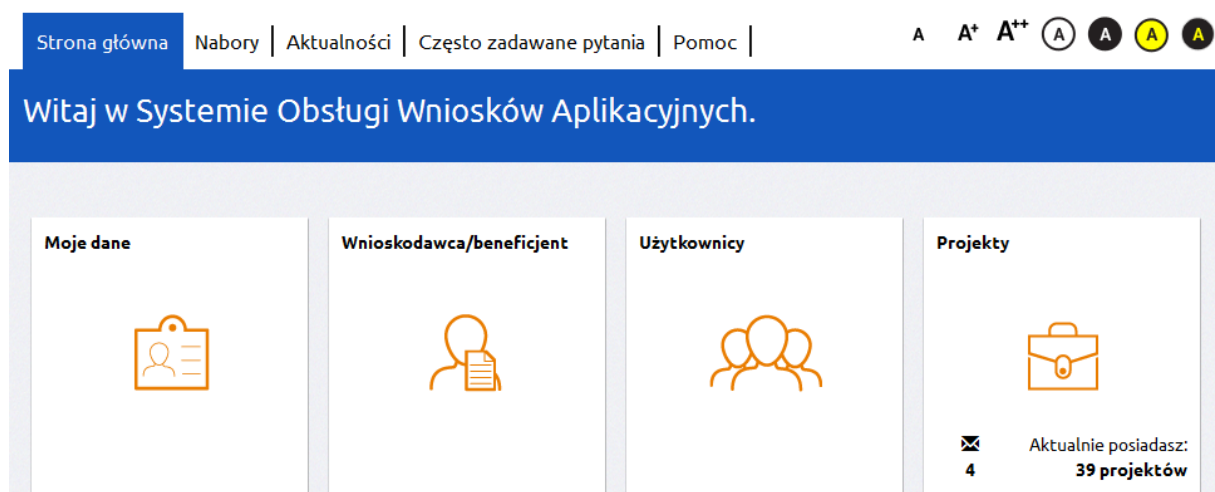 Strona główna Nabory Aktualności Często zadawane pytania Pomoc A A+ A++ A A A A
Witaj w Systemie Obsługi Wniosków Aplikacyjnych.
Moje dane Wnioskodawca/beneficjent Użytkownicy Projekty
Aktualnie posiadasz:
4 39 projektów